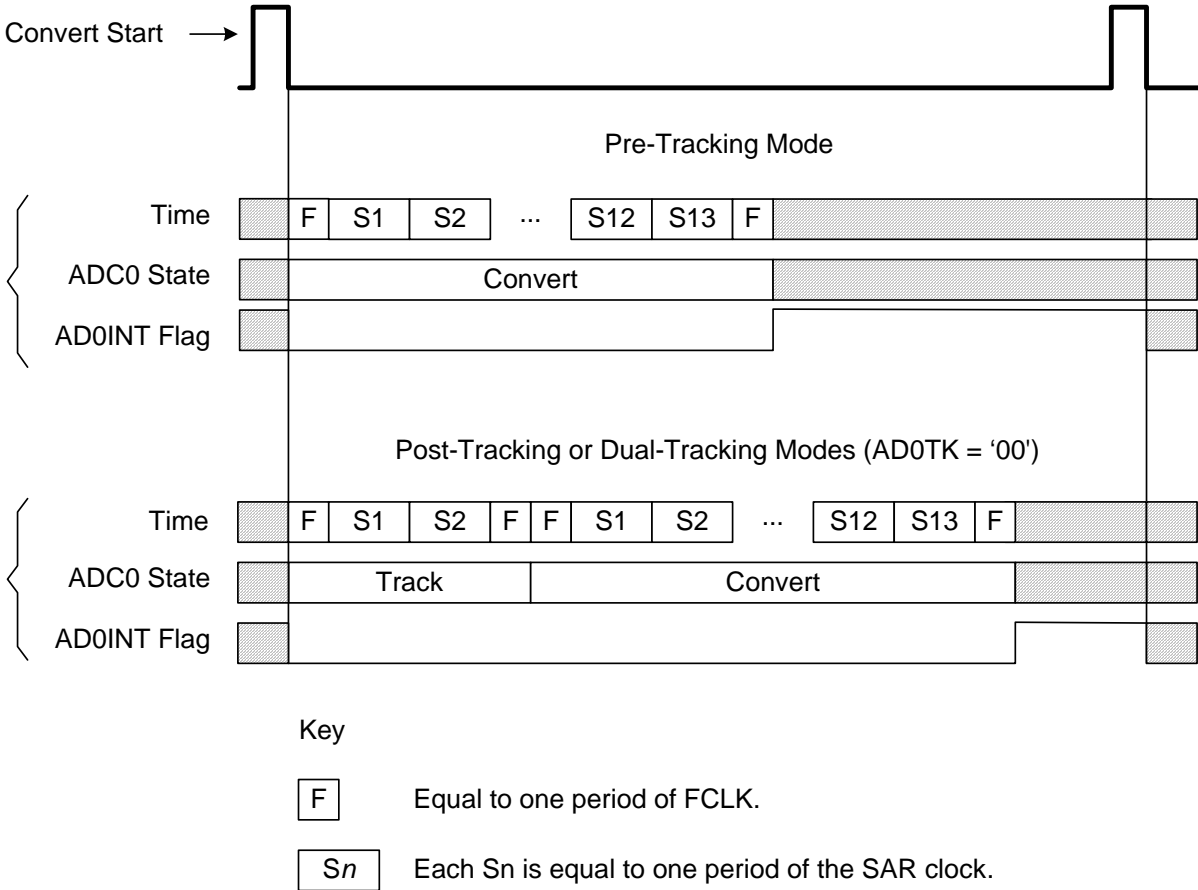 Convert Start
Pre-Tracking Mode
Time F S1 S2 ... S12 S13 F
ADC0 State Convert
AD0INT Flag
Post-Tracking or Dual-Tracking Modes (AD0TK = ‘00')
Time F S1 S2 F F S1 S2 ... S12 S13 F
ADC0 State Track Convert
AD0INT Flag
Key
F Equal to one period of FCLK.
Sn Each Sn is equal to one period of the SAR clock.